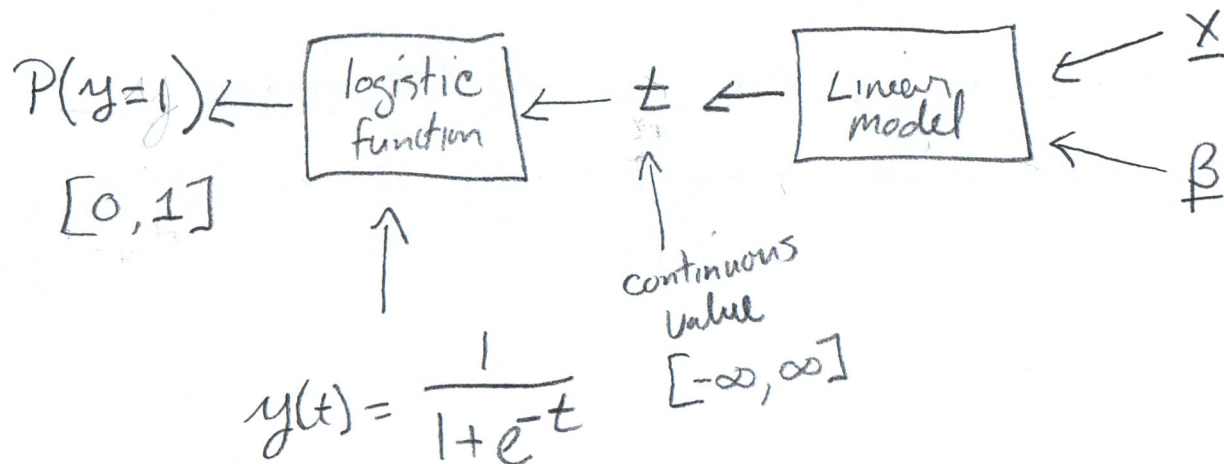 P(y=1) ← logistic function ← t ← Linear model ← X
β
[0, 1]
continuous
value
[-∞, ∞]
y(t) = 1 / (1 + e^-t)